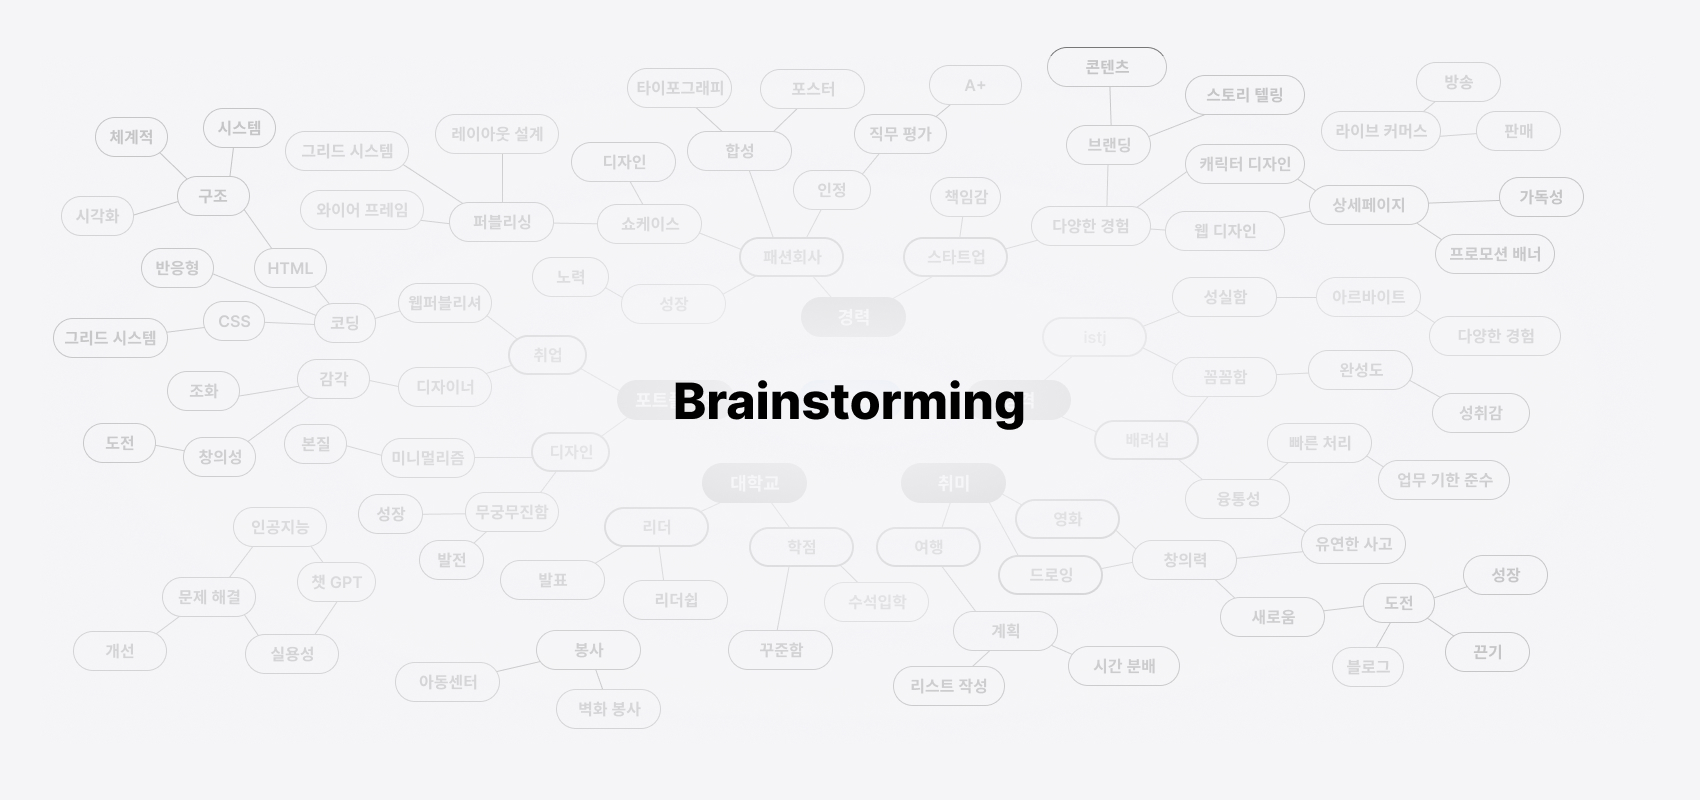 콘텐츠
방송
타이포그래피
포스터
A+
스토리 텔링
체계적
시스템
레이아웃 설계
직무 평가
라이브 커머스
판매
그리드 시스템
디자인
합성
브랜딩
캐릭터 디자인
구조
시각화
와이어 프레임
퍼블리싱
쇼케이스
인정
책임감
다양한 경험
웹 디자인
상세페이지
가독성
프로모션 배너
반응형
HTML
패션회사
스타트업
노력
성장
웹퍼블리셔
경력
성실함
아르바이트
그리드 시스템
CSS
코딩
취업
istj
다양한 경험
조화
감각
디자이너
꼼꼼함
완성도
Brainstorming
성취감
도전
창의성
본질
미니멀리즘
디자인
배려심
빠른 처리
대학교
취미
업무 기한 준수
성장
무궁무진함
융통성
인공지능
리더
학점
여행
영화
유연한 사고
발전
창의력
챗 GPT
발표
드로잉
성장
문제 해결
리더쉽
수석입학
새로움
도전
개선
실용성
봉사
꾸준함
계획
끈기
시간 분배
블로그
아동센터
리스트 작성
벽화 봉사